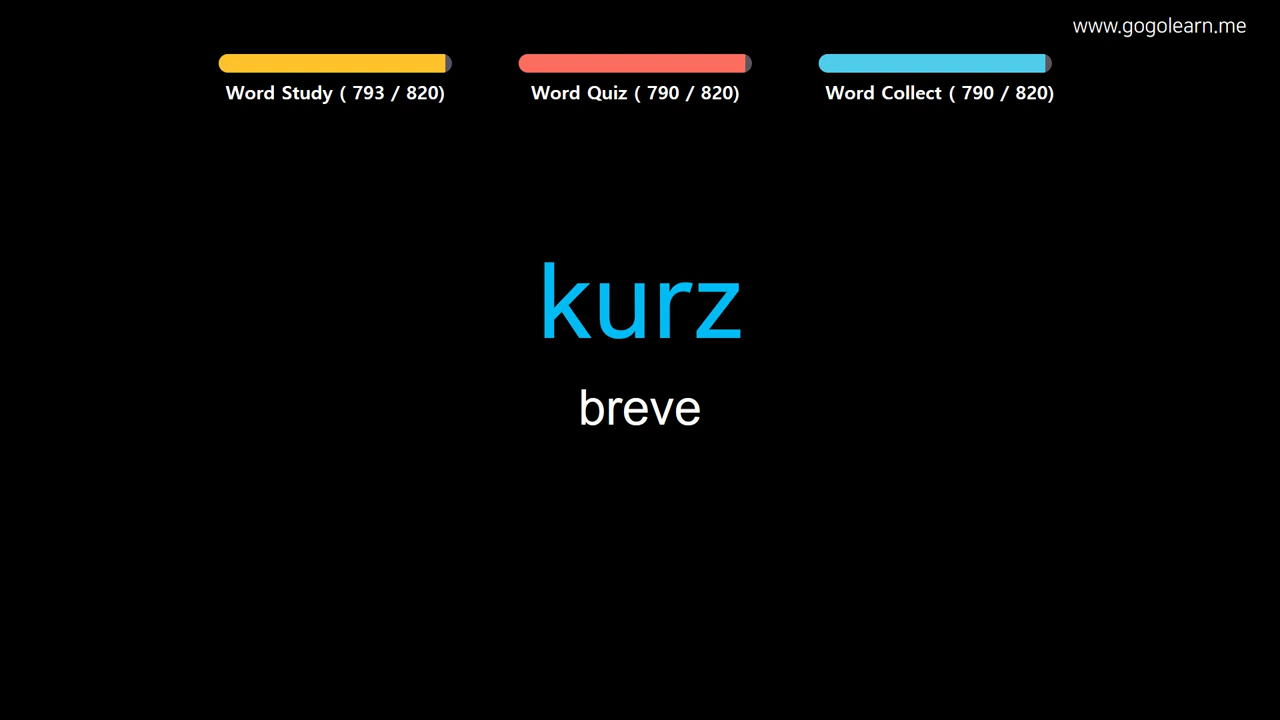 www.gogolearn.me
Word Study ( 793 / 820)
Word Quiz ( 790 / 820)
Word Collect ( 790 / 820)
kurz
breve